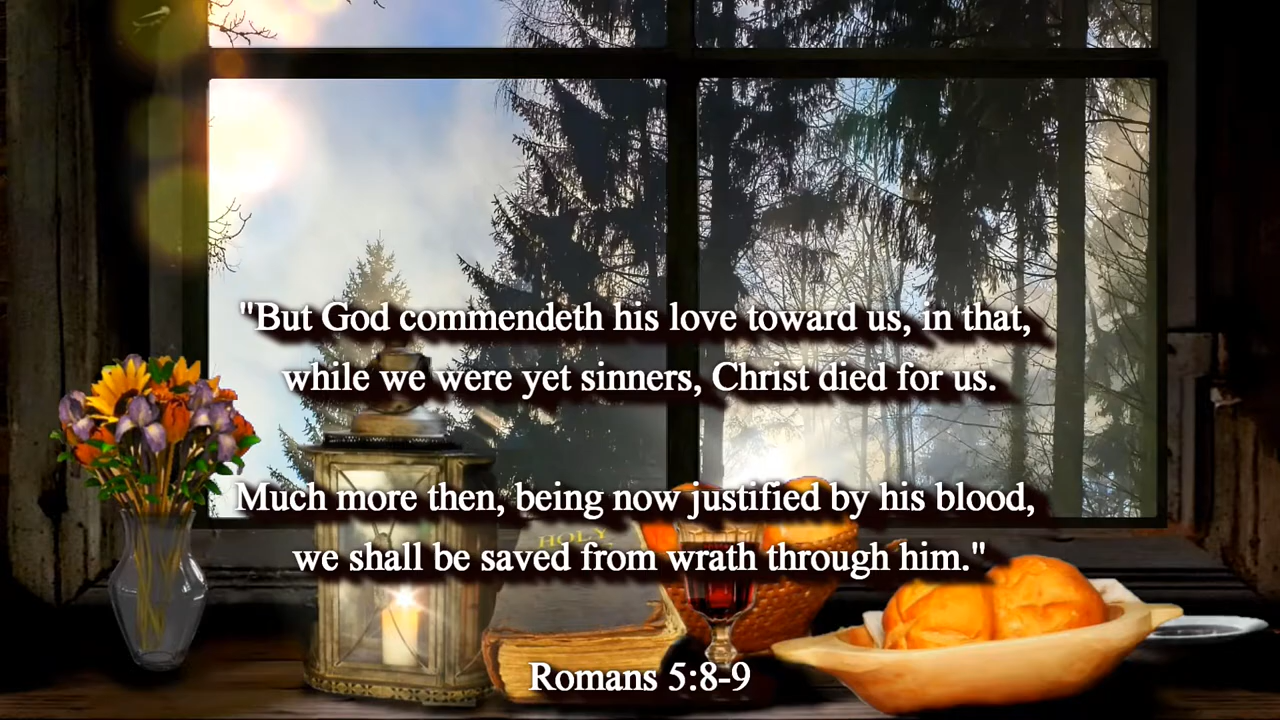 "But God commendeth his love toward us, in that,
while we were yet sinners, Christ died for us.
Much more then, being now justified by his blood,
HOLY
we shall be saved from wrath through him."
Romans 5:8-9